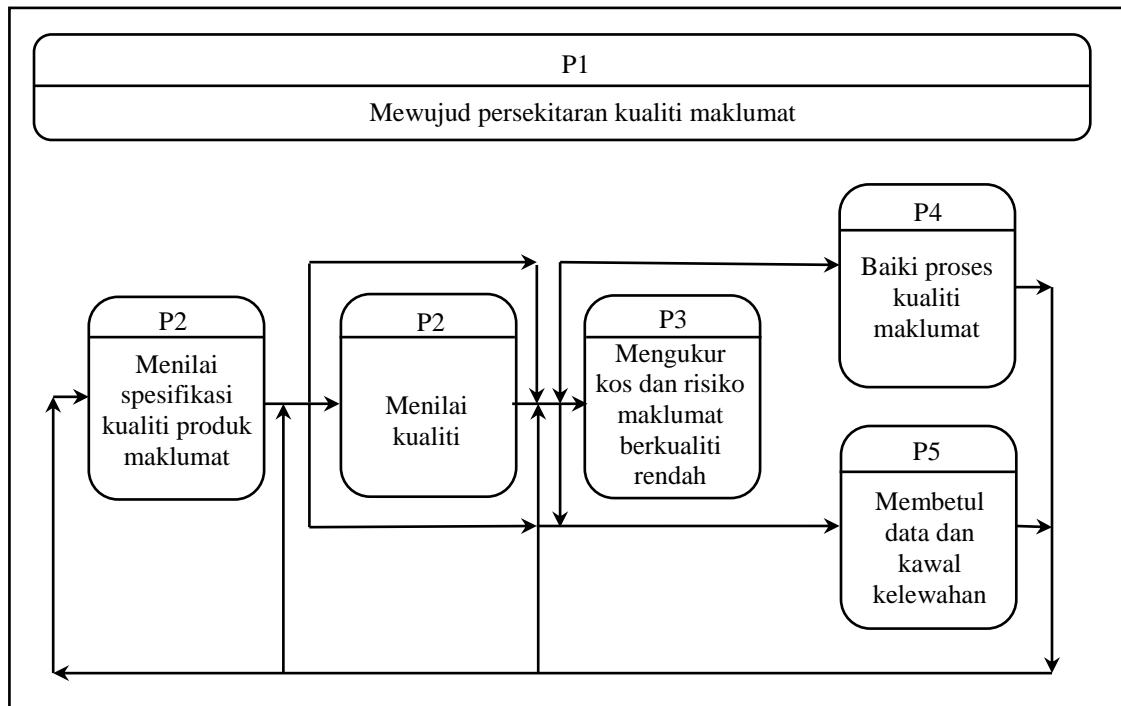 P1
Mewujud persekitaran kualiti maklumat
P2
Menilai
spesifikasi
kualiti produk
maklumat
P2
Menilai
kualiti
P3
Mengukur
kos dan risiko
maklumat
berkualiti
rendah
P4
Baiki proses
kualiti
maklumat
P5
Membetul
data dan
kawal
kelewahan